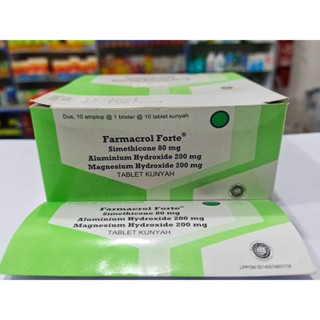 Dus, 10 amplop @ 1 blister @ 10 tablet kunyah
Farmacrol Forte®
Simethicone 80 mg
Aluminium Hydroxide 200 mg
Magnesium Hydroxide 200 mg
TABLET KUNYAH
Farmacrol Forte®
Simethicone 80 mg
Aluminium Hydroxide 200 mg
Magnesium Hydroxide 200 mg
TABLET KUNYAH